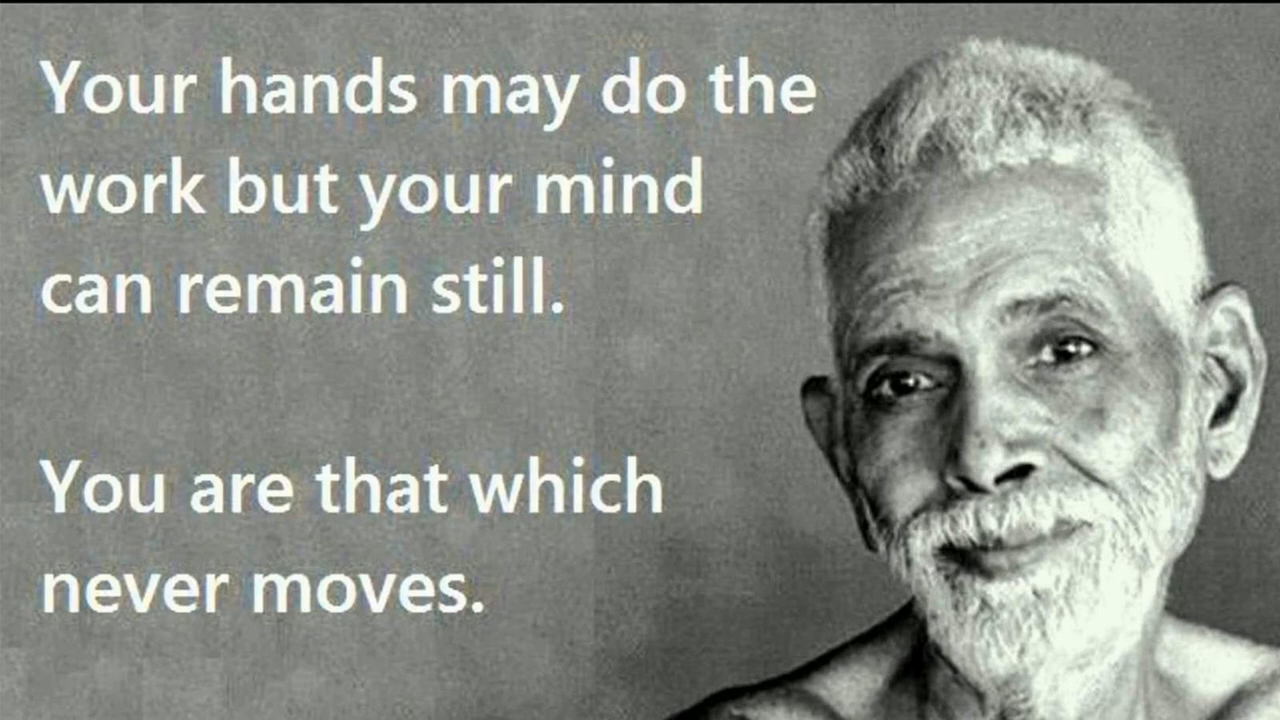 Your hands may do the
work but your mind
can remain still.
You are that which
never moves.